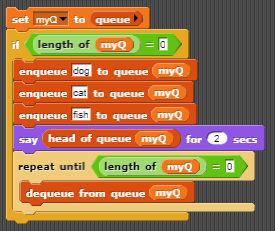 set myQ to queue
if length of myQ = 0
enqueue dog to queue myQ
enqueue cat to queue myQ
enqueue fish to queue myQ
say head of queue myQ for 2 secs
repeat until length of myQ = 0
dequeue from queue myQ